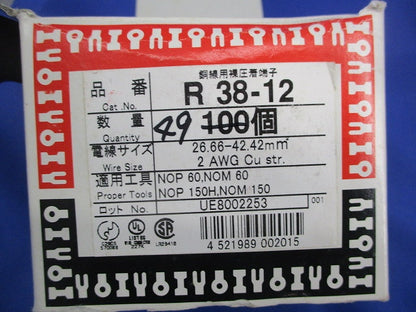 銅線用裸圧着端子
品 番 R 38-12
Cat. No.
数 量 49 100個
Quantity
電線サイズ 26.66-42.42mm²
Wire Size 2 AWG Cu str.
適用工具 NOP 60,NOM 60
Proper Tools NOP 150H,NOM 150
ロット No. UE8002253 001
UL LISTED
LR29418
4 521989 002015